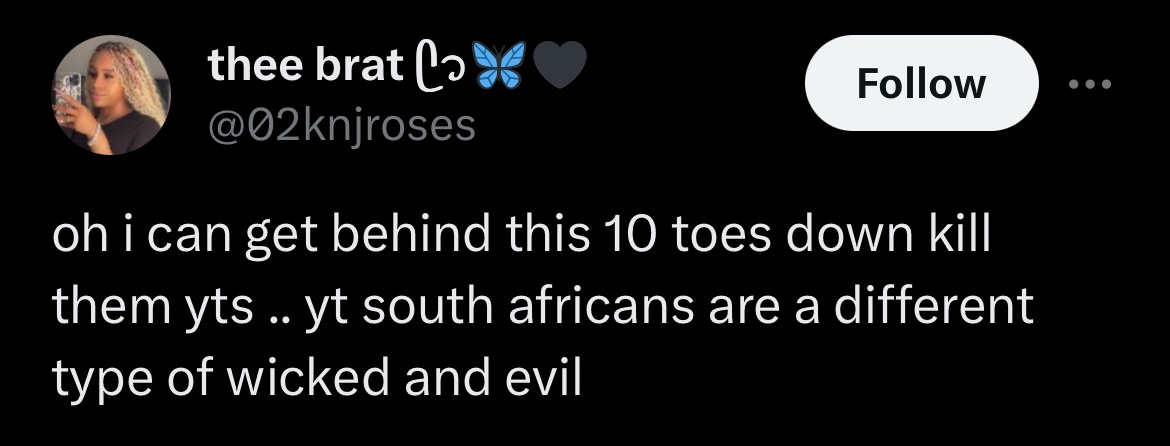 thee brat ᥫ᭡🦋🖤
Follow
@02knjroses
oh i can get behind this 10 toes down kill
them yts .. yt south africans are a different
type of wicked and evil